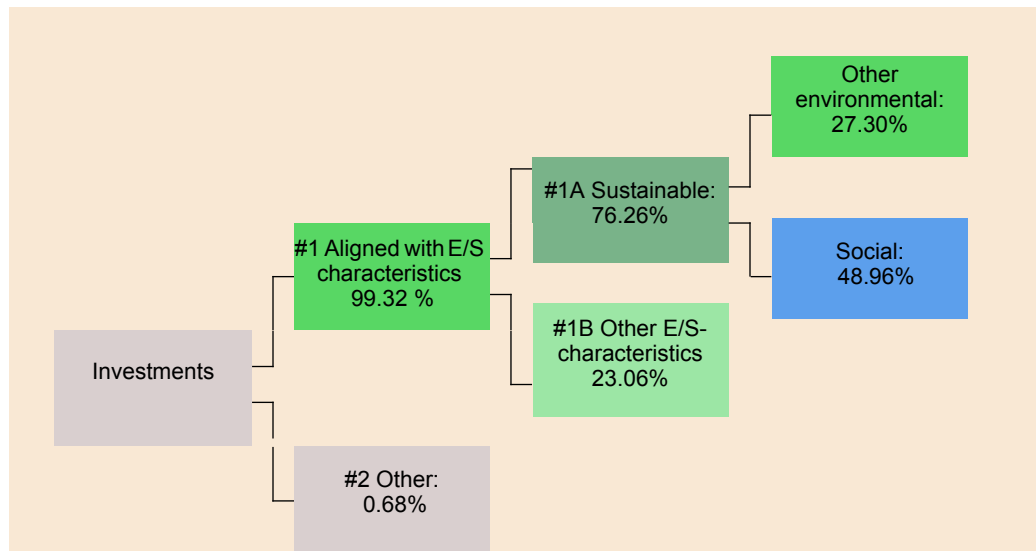 Other
environmental:
27.30%
#1A Sustainable:
76.26%
Social:
48.96%
#1 Aligned with E/S
characteristics
99.32 %
#1B Other E/S-
characteristics
23.06%
Investments
#2 Other:
0.68%